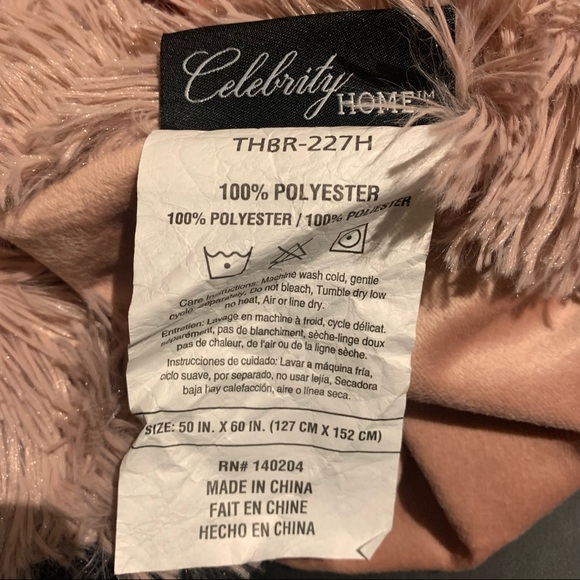 Celebrity
HOME™
THBR-227H
100% POLYESTER
100% POLYESTER / 100% POLYESTER
Care Instructions: Machine wash cold, gentle
cycle separately, Do not bleach, Tumble dry low
no heat, Air or line dry.
Entretien: Lavage en machine à froid, cycle délicat.
séparément, pas de blanchiment, sèche-linge doux
pas de chaleur, de l'air ou de la ligne sèche.
Instrucciones de cuidado: Lavar a máquina fría,
ciclo suave, por separado, no usar lejía, Secadora
baja hay calefacción, aire o línea seca.
SIZE: 50 IN. X 60 IN. (127 CM X 152 CM)
RN# 140204
MADE IN CHINA
FAIT EN CHINE
HECHO EN CHINA